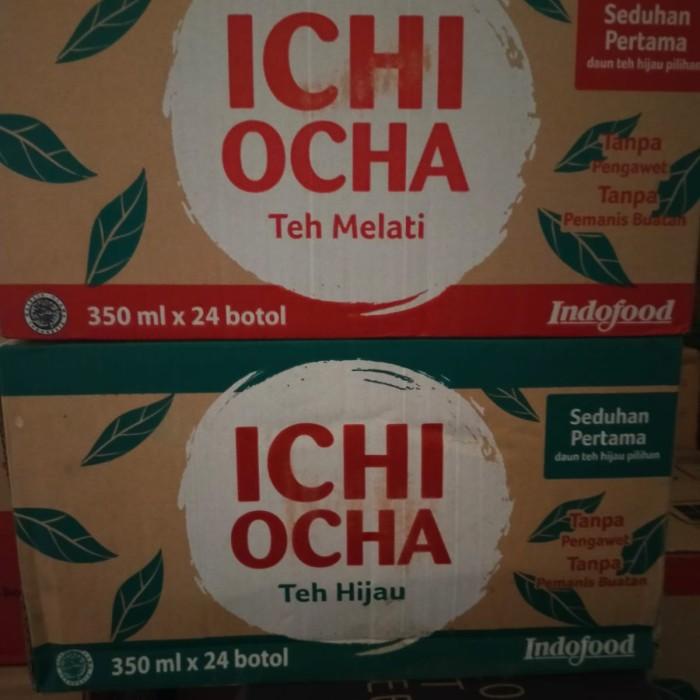 ICHI
OCHA
Teh Melati
Seduhan
Pertama
daun teh hijau pilihan
Tanpa
Pengawet
Tanpa
Pemanis Buatan
350 ml x 24 botol
Indofood
ICHI
OCHA
Teh Hijau
Seduhan
Pertama
daun teh hijau pilihan
Tanpa
Pengawet
Tanpa
Pemanis Buatan
350 ml x 24 botol
Indofood